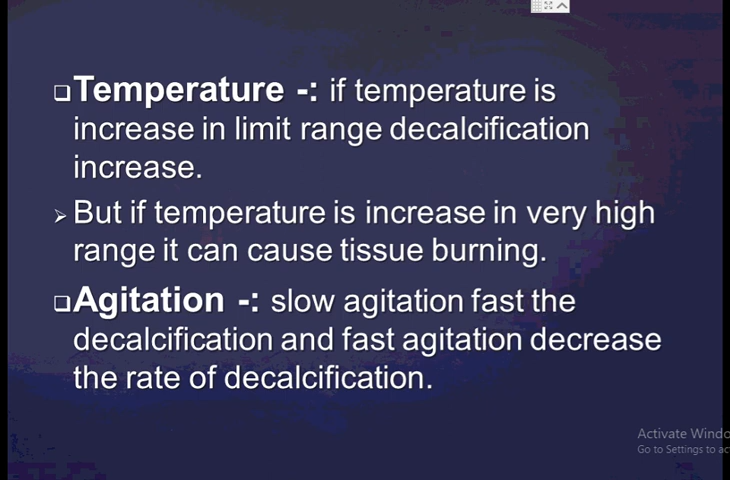 Temperature -: if temperature is
increase in limit range decalcification
increase.
But if temperature is increase in very high
range it can cause tissue burning.
Agitation -: slow agitation fast the
decalcification and fast agitation decrease
the rate of decalcification.
Activate Windo
Go to Settings to ac